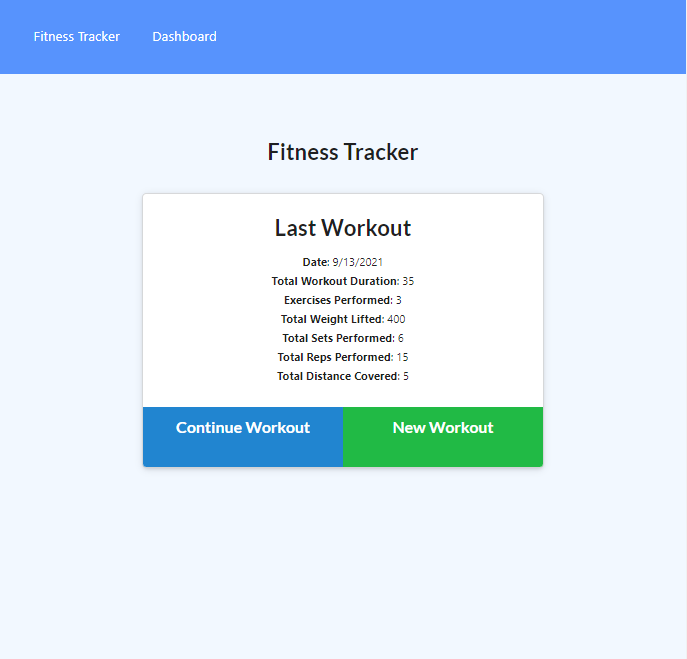 Fitness Tracker Dashboard
Fitness Tracker
Last Workout
Date: 9/13/2021
Total Workout Duration: 35
Exercises Performed: 3
Total Weight Lifted: 400
Total Sets Performed: 6
Total Reps Performed: 15
Total Distance Covered: 5
Continue Workout New Workout